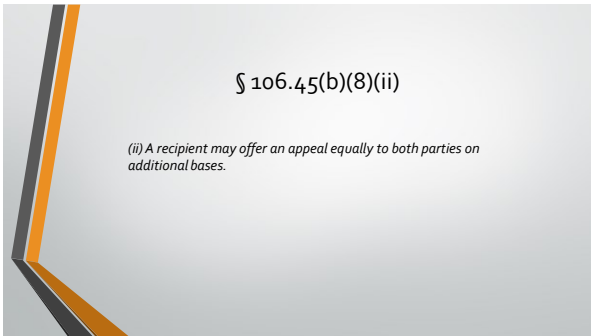 § 106.45(b)(8)(ii)
(ii) A recipient may offer an appeal equally to both parties on
additional bases.